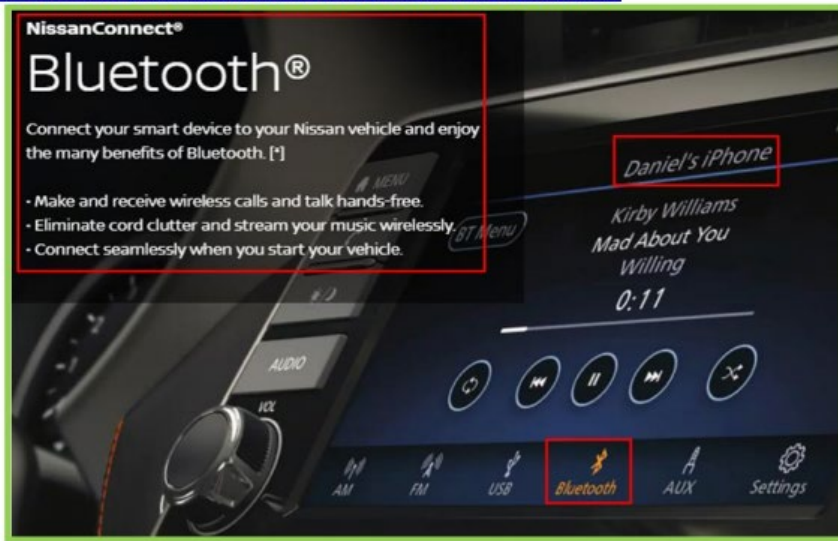 NissanConnect®
Bluetooth®
Connect your smart device to your Nissan vehicle and enjoy
the many benefits of Bluetooth. [*]
• Make and receive wireless calls and talk hands-free.
• Eliminate cord clutter and stream your music wirelessly.
• Connect seamlessly when you start your vehicle.
MENU
Daniel's iPhone
BT Menu
Kirby Williams
Mad About You
Willing
0:11
AUDIO
VOL
AM
FM
USB
Bluetooth
AUX
Settings